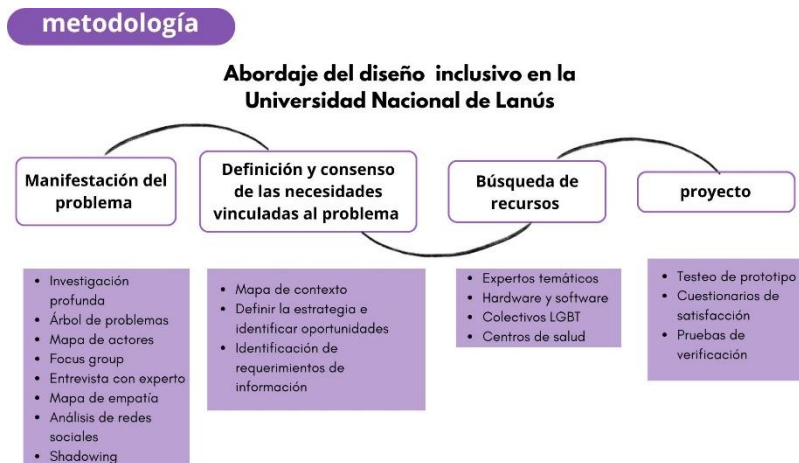 metodología
Abordaje del diseño inclusivo en la
Universidad Nacional de Lanús
Manifestación del
problema
Definición y consenso
de las necesidades
vinculadas al problema
Búsqueda de
recursos
proyecto
• Investigación
profunda
• Árbol de problemas
• Mapa de actores
• Focus group
• Entrevista con experto
• Mapa de empatía
• Análisis de redes
sociales
• Shadowing
• Mapa de contexto
• Definir la estrategia e
identificar oportunidades
• Identificación de
requerimientos de
información
• Expertos temáticos
• Hardware y software
• Colectivos LGBT
• Centros de salud
• Testeo de prototipo
• Cuestionarios de
satisfacción
• Pruebas de
verificación